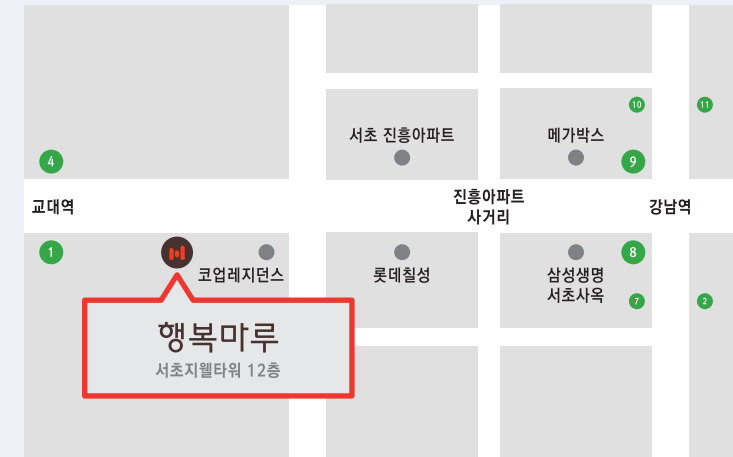 10
11
서초 진흥아파트
메가박스
4
9
교대역
진흥아파트
사거리
강남역
1
8
코업레지던스
롯데칠성
삼성생명
서초사옥
7
2
행복마루
서초지웰타워 12층